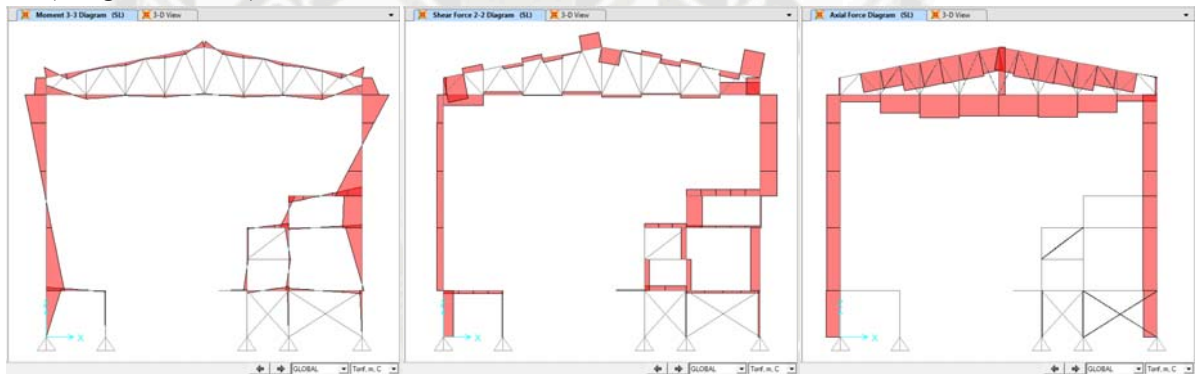 Moment 3-3 Diagram (SL)
3-D View
Shear Force 2-2 Diagram (SL)
3-D View
Axial Force Diagram (SL)
3-D View
X
X
X
GLOBAL
Tonf, m, C
GLOBAL
Tonf, m, C
GLOBAL
Tonf, m, C